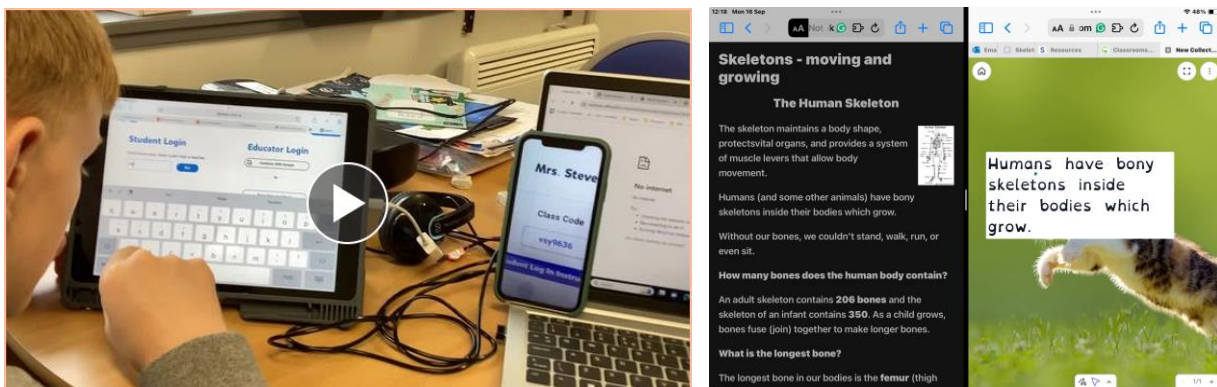 Student Login
Educator Login
Mrs. Steve
Class Code
vsy9636
No internet
12:18 Mon 16 Sep
48%
AA Not
AA
Skelet
Resources
Classrooms...
New Collect...
Skeletons - moving and
growing
The Human Skeleton
The skeleton maintains a body shape,
protectsvital organs, and provides a system
of muscle levers that allow body
movement.
Humans (and some other animals) have bony
skeletons inside their bodies which grow.
Without our bones, we couldn't stand, walk, run, or
even sit.
How many bones does the human body contain?
An adult skeleton contains 206 bones and the
skeleton of an infant contains 350. As a child grows,
bones fuse (join) together to make longer bones.
What is the longest bone?
The longest bone in our bodies is the femur (thigh
Humans have bony
skeletons inside
their bodies which
grow.
1/1